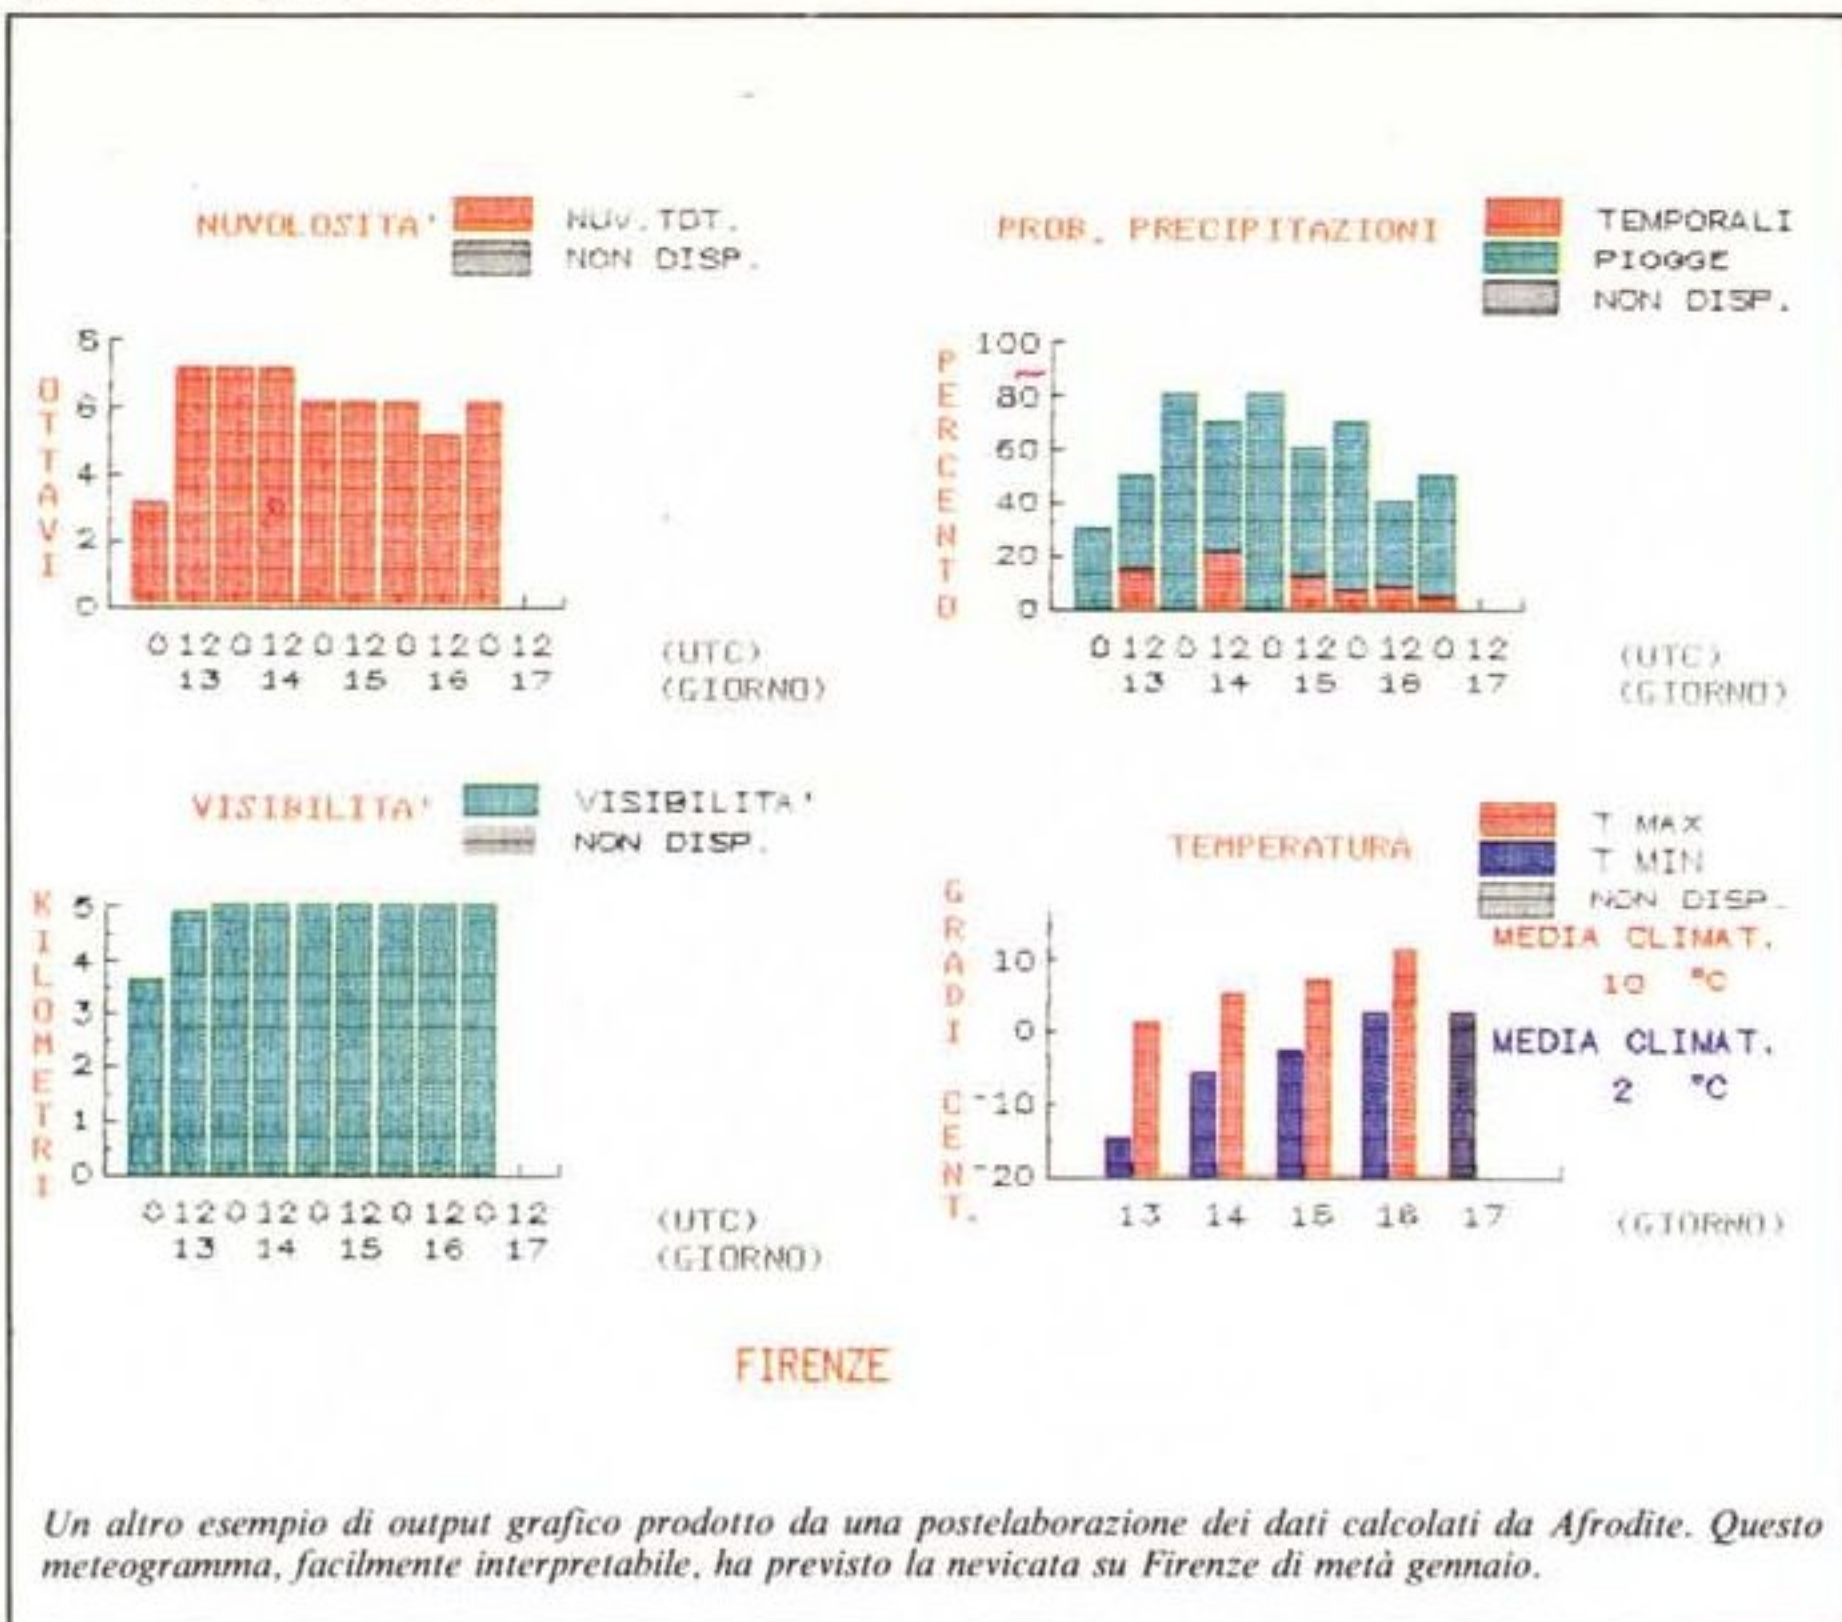 NUVOLOSITA'
NUV.TOT.
NON DISP.
OTTAVI
8
6
4
2
0
0 12 0 12 0 12 0 12 0 12
(UTC)
13 14 15 16 17
(GIORNO)
PROB. PRECIPITAZIONI
TEMPORALI
PIOGGE
NON DISP.
PERCENTO
100
80
60
40
20
0
0 12 0 12 0 12 0 12 0 12
(UTC)
13 14 15 16 17
(GIORNO)
VISIBILITA'
VISIBILITA'
NON DISP.
KILOMETRI
5
4
3
2
1
0
0 12 0 12 0 12 0 12 0 12
(UTC)
13 14 15 16 17
(GIORNO)
TEMPERATURA
T MAX
T MIN
NON DISP.
MEDIA CLIMAT.
10 °C
MEDIA CLIMAT.
2 °C
GRADI CENT.
10
0
-10
-20
13 14 15 16 17
(GIORNO)
FIRENZE
Un altro esempio di output grafico prodotto da una postelaborazione dei dati calcolati da Afrodite. Questo
meteogramma, facilmente interpretabile, ha previsto la nevicata su Firenze di metà gennaio.